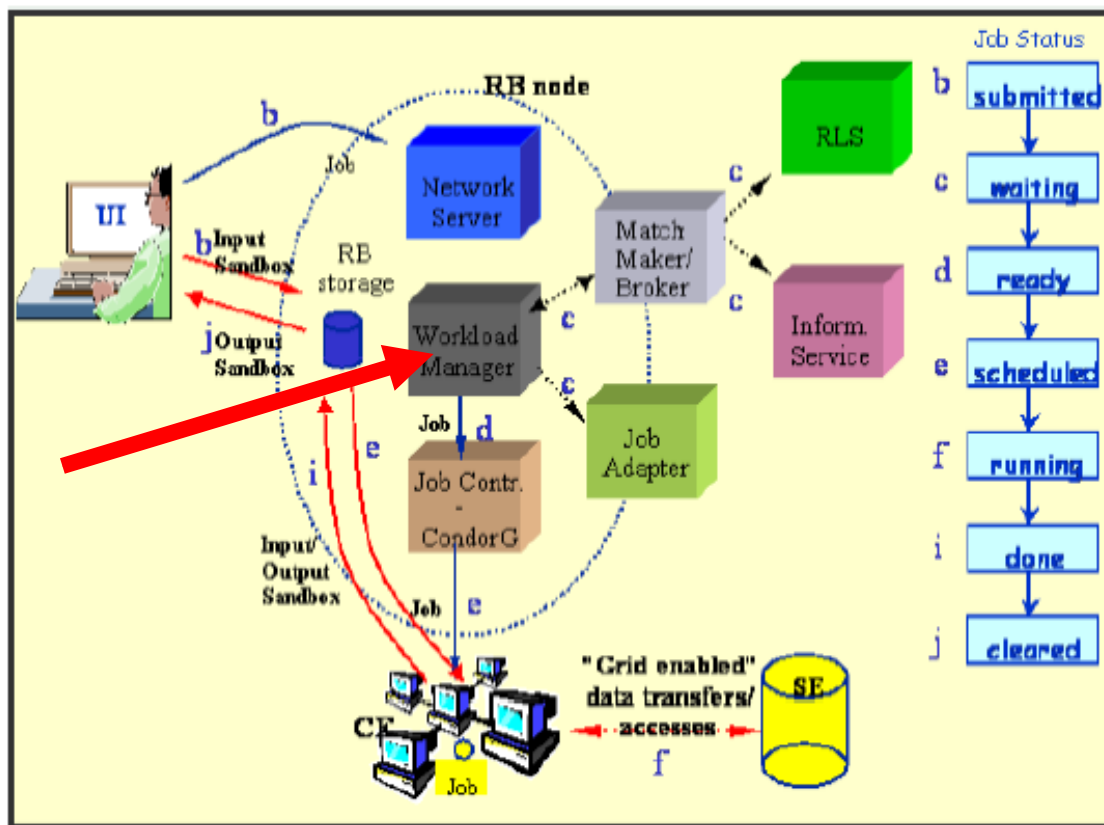 Job Status
RB node
b
submitted
b
Job
Network
Server
RLS
UI
c
c
waiting
b
Input
Sandbox
RB
storage
Match
Maker/
Broker
d
ready
c
c
Inform.
Service
j
Output
Sandbox
Workload
Manager
e
scheduled
c
Job
d
Job
Adapter
e
i
f
running
Job Contr.
-
CondorG
Input/
Output
Sandbox
Job
e
i
done
j
cleared
"Grid enabled"
data transfers/
accesses
f
SE
CE
Job